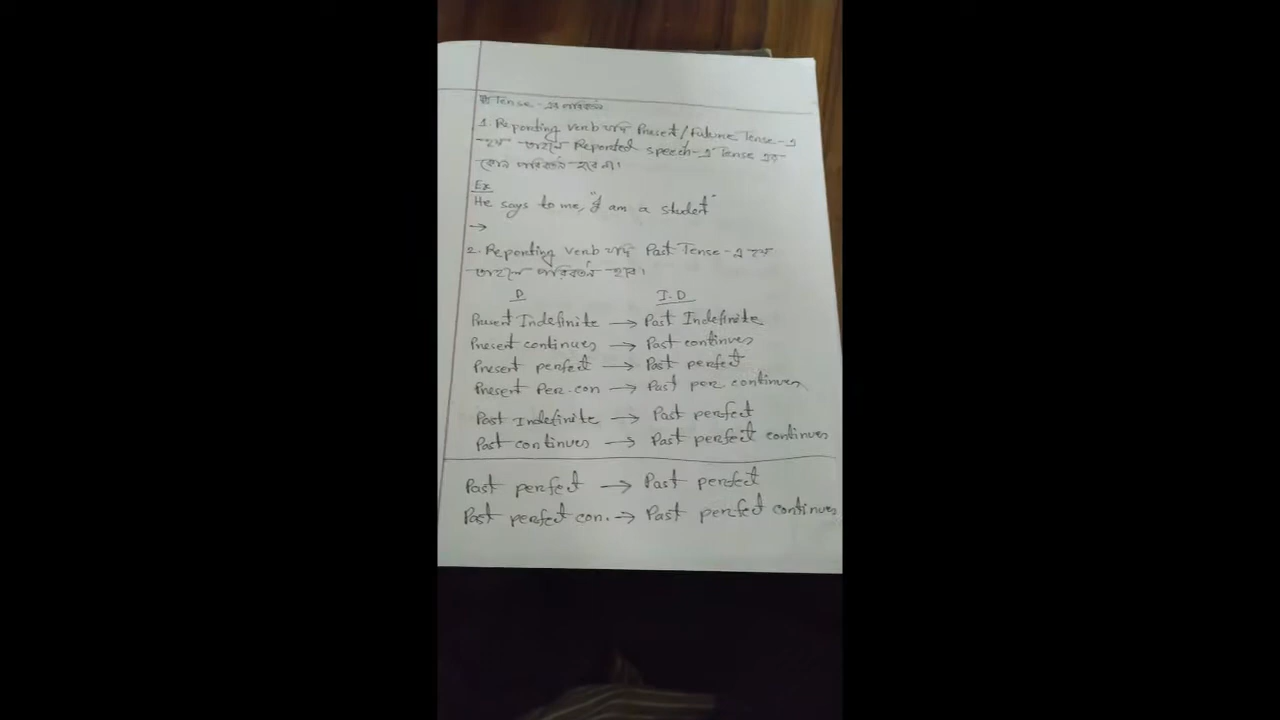 Tense-এর পরিবর্তন
1. Reporting verb যদি Present/Future Tense-এ
হয় তাহলে Reported speech-এ Tense এর
কোন পরিবর্তন হবে না।
Ex
He says to me, "I am a student"
→
2. Reporting verb যদি Past Tense-এ হয়
তাহলে পরিবর্তন হবে।
D I.D
Present Indefinite → Past Indefinite
Present continues → Past continues
Present perfect → Past perfect
Present Per.con → Past per. continues
Past Indefinite → Past perfect
Past continues → Past perfect continues
Past perfect → Past perfect
Past perfect con. → Past perfect continues